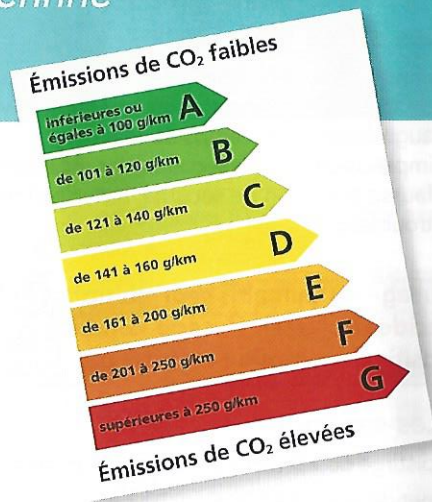 Émissions de CO₂ faibles
inférieures ou
égales à 100 g/km A
de 101 à 120 g/km B
de 121 à 140 g/km C
de 141 à 160 g/km D
de 161 à 200 g/km E
de 201 à 250 g/km F
supérieures à 250 g/km G
Émissions de CO₂ élevées